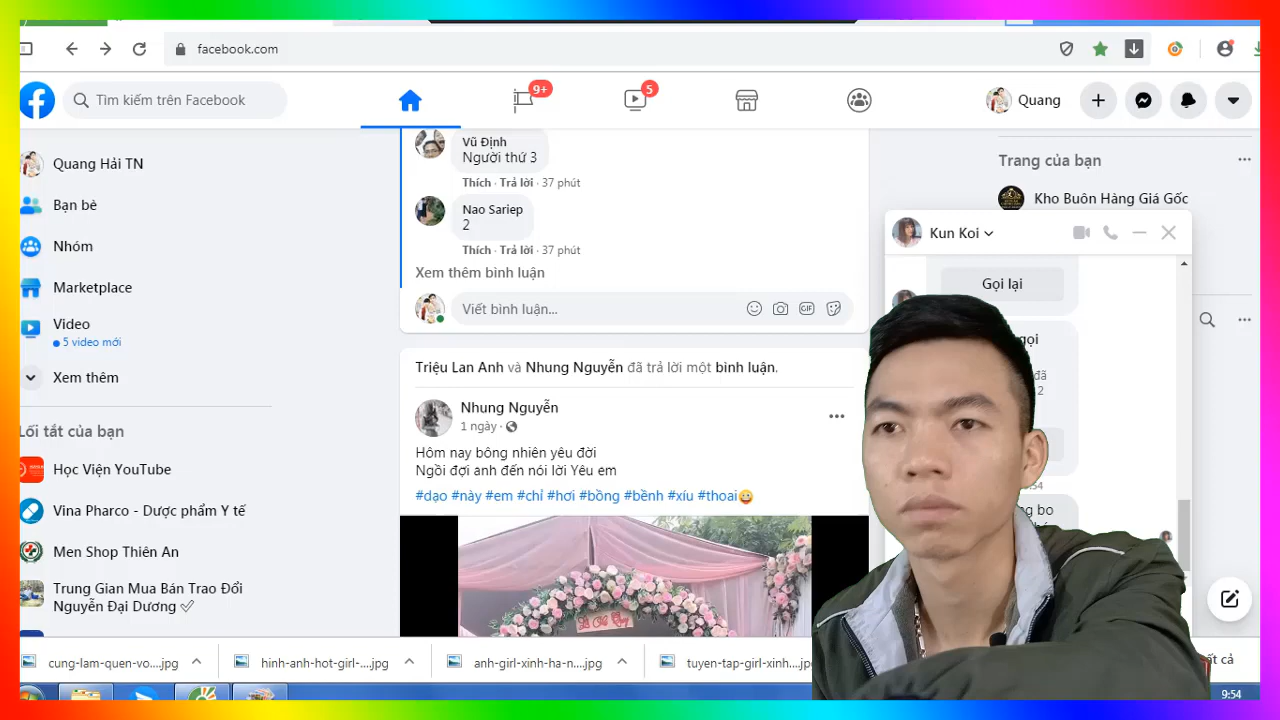 facebook.com
Tìm kiếm trên Facebook
9+
5
Quang
Quang Hải TN
Bạn bè
Nhóm
Marketplace
Video
5 video mới
Xem thêm
Lối tắt của bạn
Học Viện YouTube
Vina Pharco - Dược phẩm Y tế
Men Shop Thiên An
Trung Gian Mua Bán Trao Đổi
Nguyễn Đại Dương
Vũ Định
Người thứ 3
Thích · Trả lời · 37 phút
Nao Sariep
2
Thích · Trả lời · 37 phút
Xem thêm bình luận
Viết bình luận...
GIF
Triệu Lan Anh và Nhung Nguyễn đã trả lời một bình luận.
Nhung Nguyễn
1 ngày ·
Hôm nay bông nhiên yêu đời
Ngồi đợi anh đến nói lời Yêu em
#dạo #này #em #chỉ #hơi #bồng #bềnh #xíu #thoai
Trang của bạn
Kho Buôn Hàng Giá Gốc
Kun Koi
Gọi lại
gọi
đã
2
54
bo
cung-lam-quen-vo....jpg
hinh-anh-hot-girl-....jpg
anh-girl-xinh-ha-n....jpg
tuyen-tap-girl-xinh...
cả
9:54